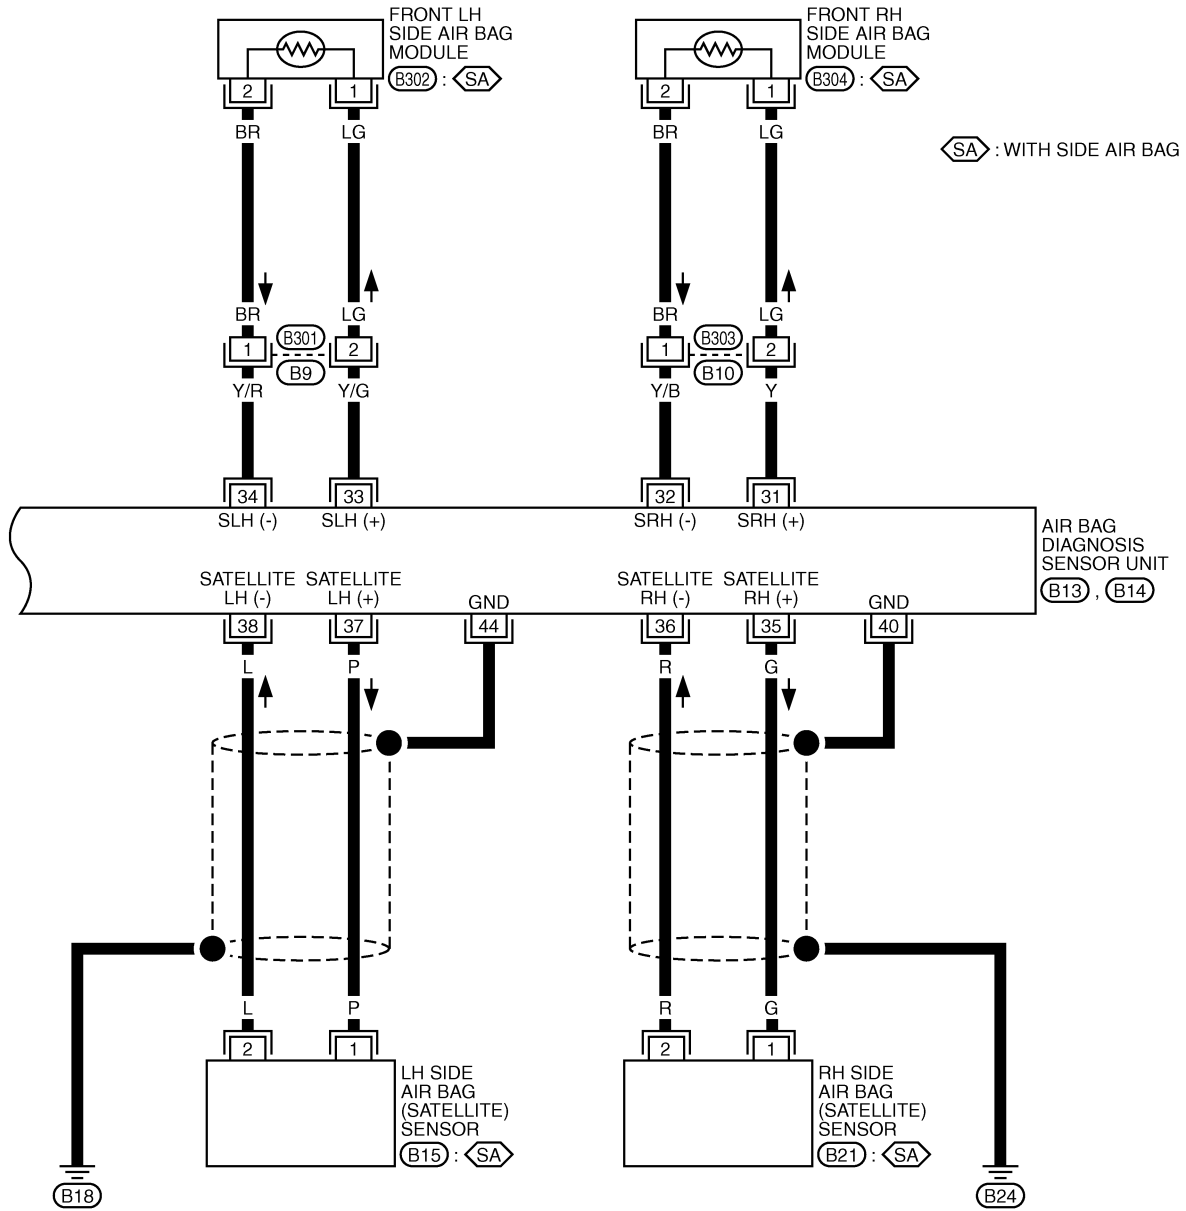 FRONT LH
SIDE AIR BAG
MODULE
B302 : SA
FRONT RH
SIDE AIR BAG
MODULE
B304 : SA
SA : WITH SIDE AIR BAG
2 1 2 1
BR LG BR LG
BR LG BR LG
1 B301 2 1 B303 2
B9 B10
Y/R Y/G Y/B Y
34 33 32 31
SLH (-) SLH (+) SRH (-) SRH (+)
AIR BAG
DIAGNOSIS
SENSOR UNIT
B13 , B14
SATELLITE
LH (-)
SATELLITE
LH (+)
GND
SATELLITE
RH (-)
SATELLITE
RH (+)
GND
38 37 44 36 35 40
L P R G
L P R G
2 1 2 1
LH SIDE
AIR BAG
(SATELLITE)
SENSOR
B15 : SA
RH SIDE
AIR BAG
(SATELLITE)
SENSOR
B21 : SA
B18
B24